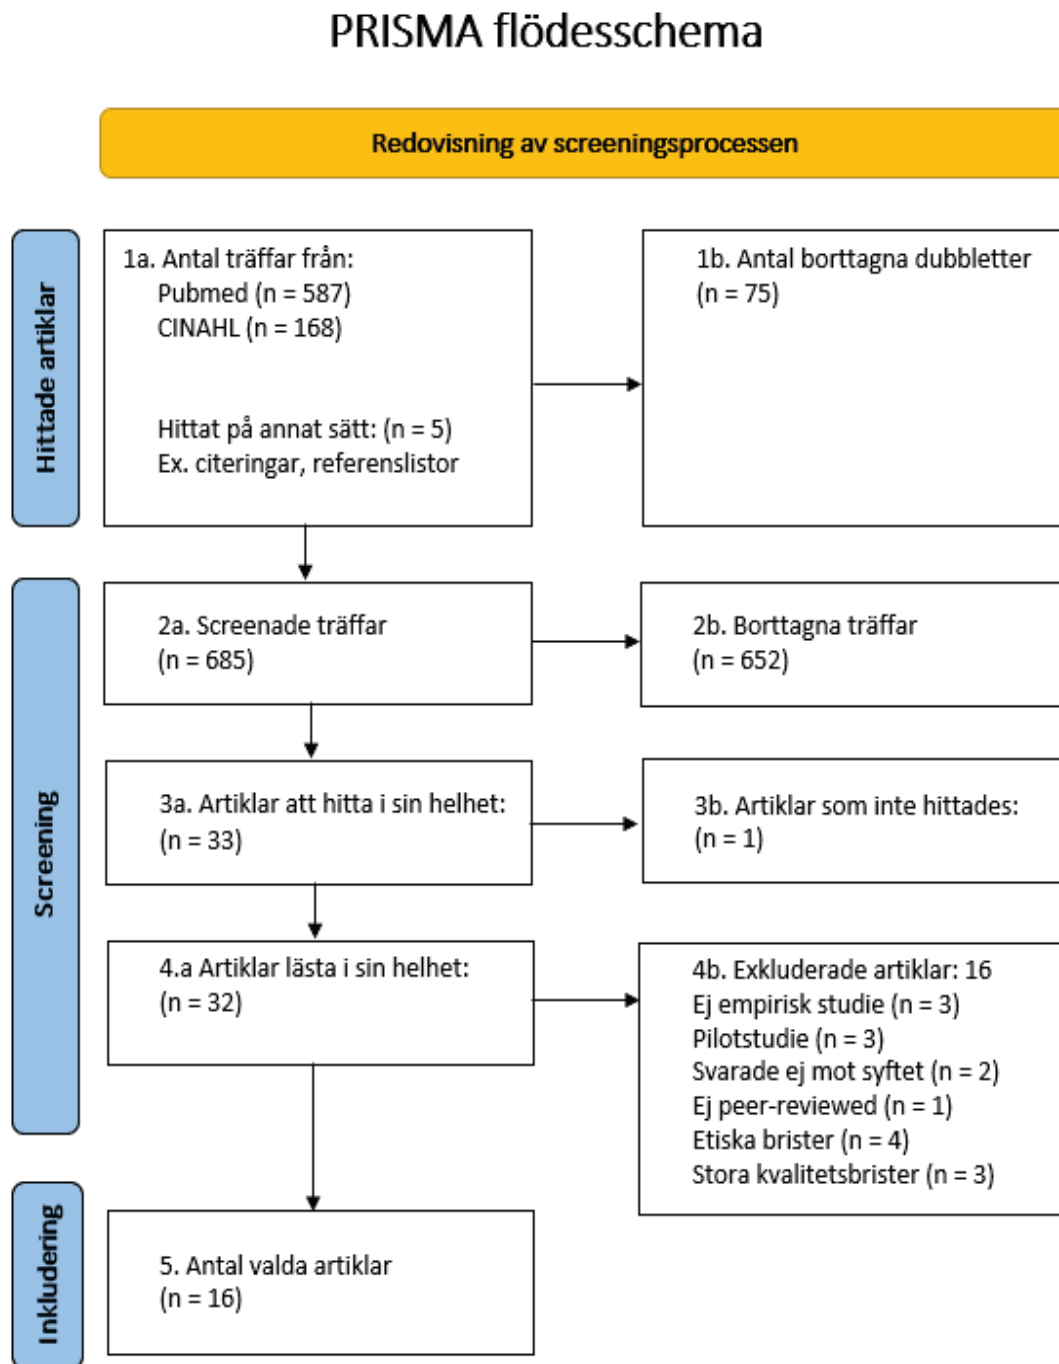 PRISMA flödesschema
Redovisning av screeningsprocessen
Hittade artiklar
1a. Antal träffar från:
Pubmed (n = 587)
CINAHL (n = 168)
Hittat på annat sätt: (n = 5)
Ex. citeringar, referenslistor
1b. Antal borttagna dubbletter
(n = 75)
Screening
2a. Screenade träffar
(n = 685)
2b. Borttagna träffar
(n = 652)
3a. Artiklar att hitta i sin helhet:
(n = 33)
3b. Artiklar som inte hittades:
(n = 1)
4.a Artiklar lästa i sin helhet:
(n = 32)
4b. Exkluderade artiklar: 16
Ej empirisk studie (n = 3)
Pilotstudie (n = 3)
Svarade ej mot syftet (n = 2)
Ej peer-reviewed (n = 1)
Etiska brister (n = 4)
Stora kvalitetsbrister (n = 3)
Inkludering
5. Antal valda artiklar
(n = 16)